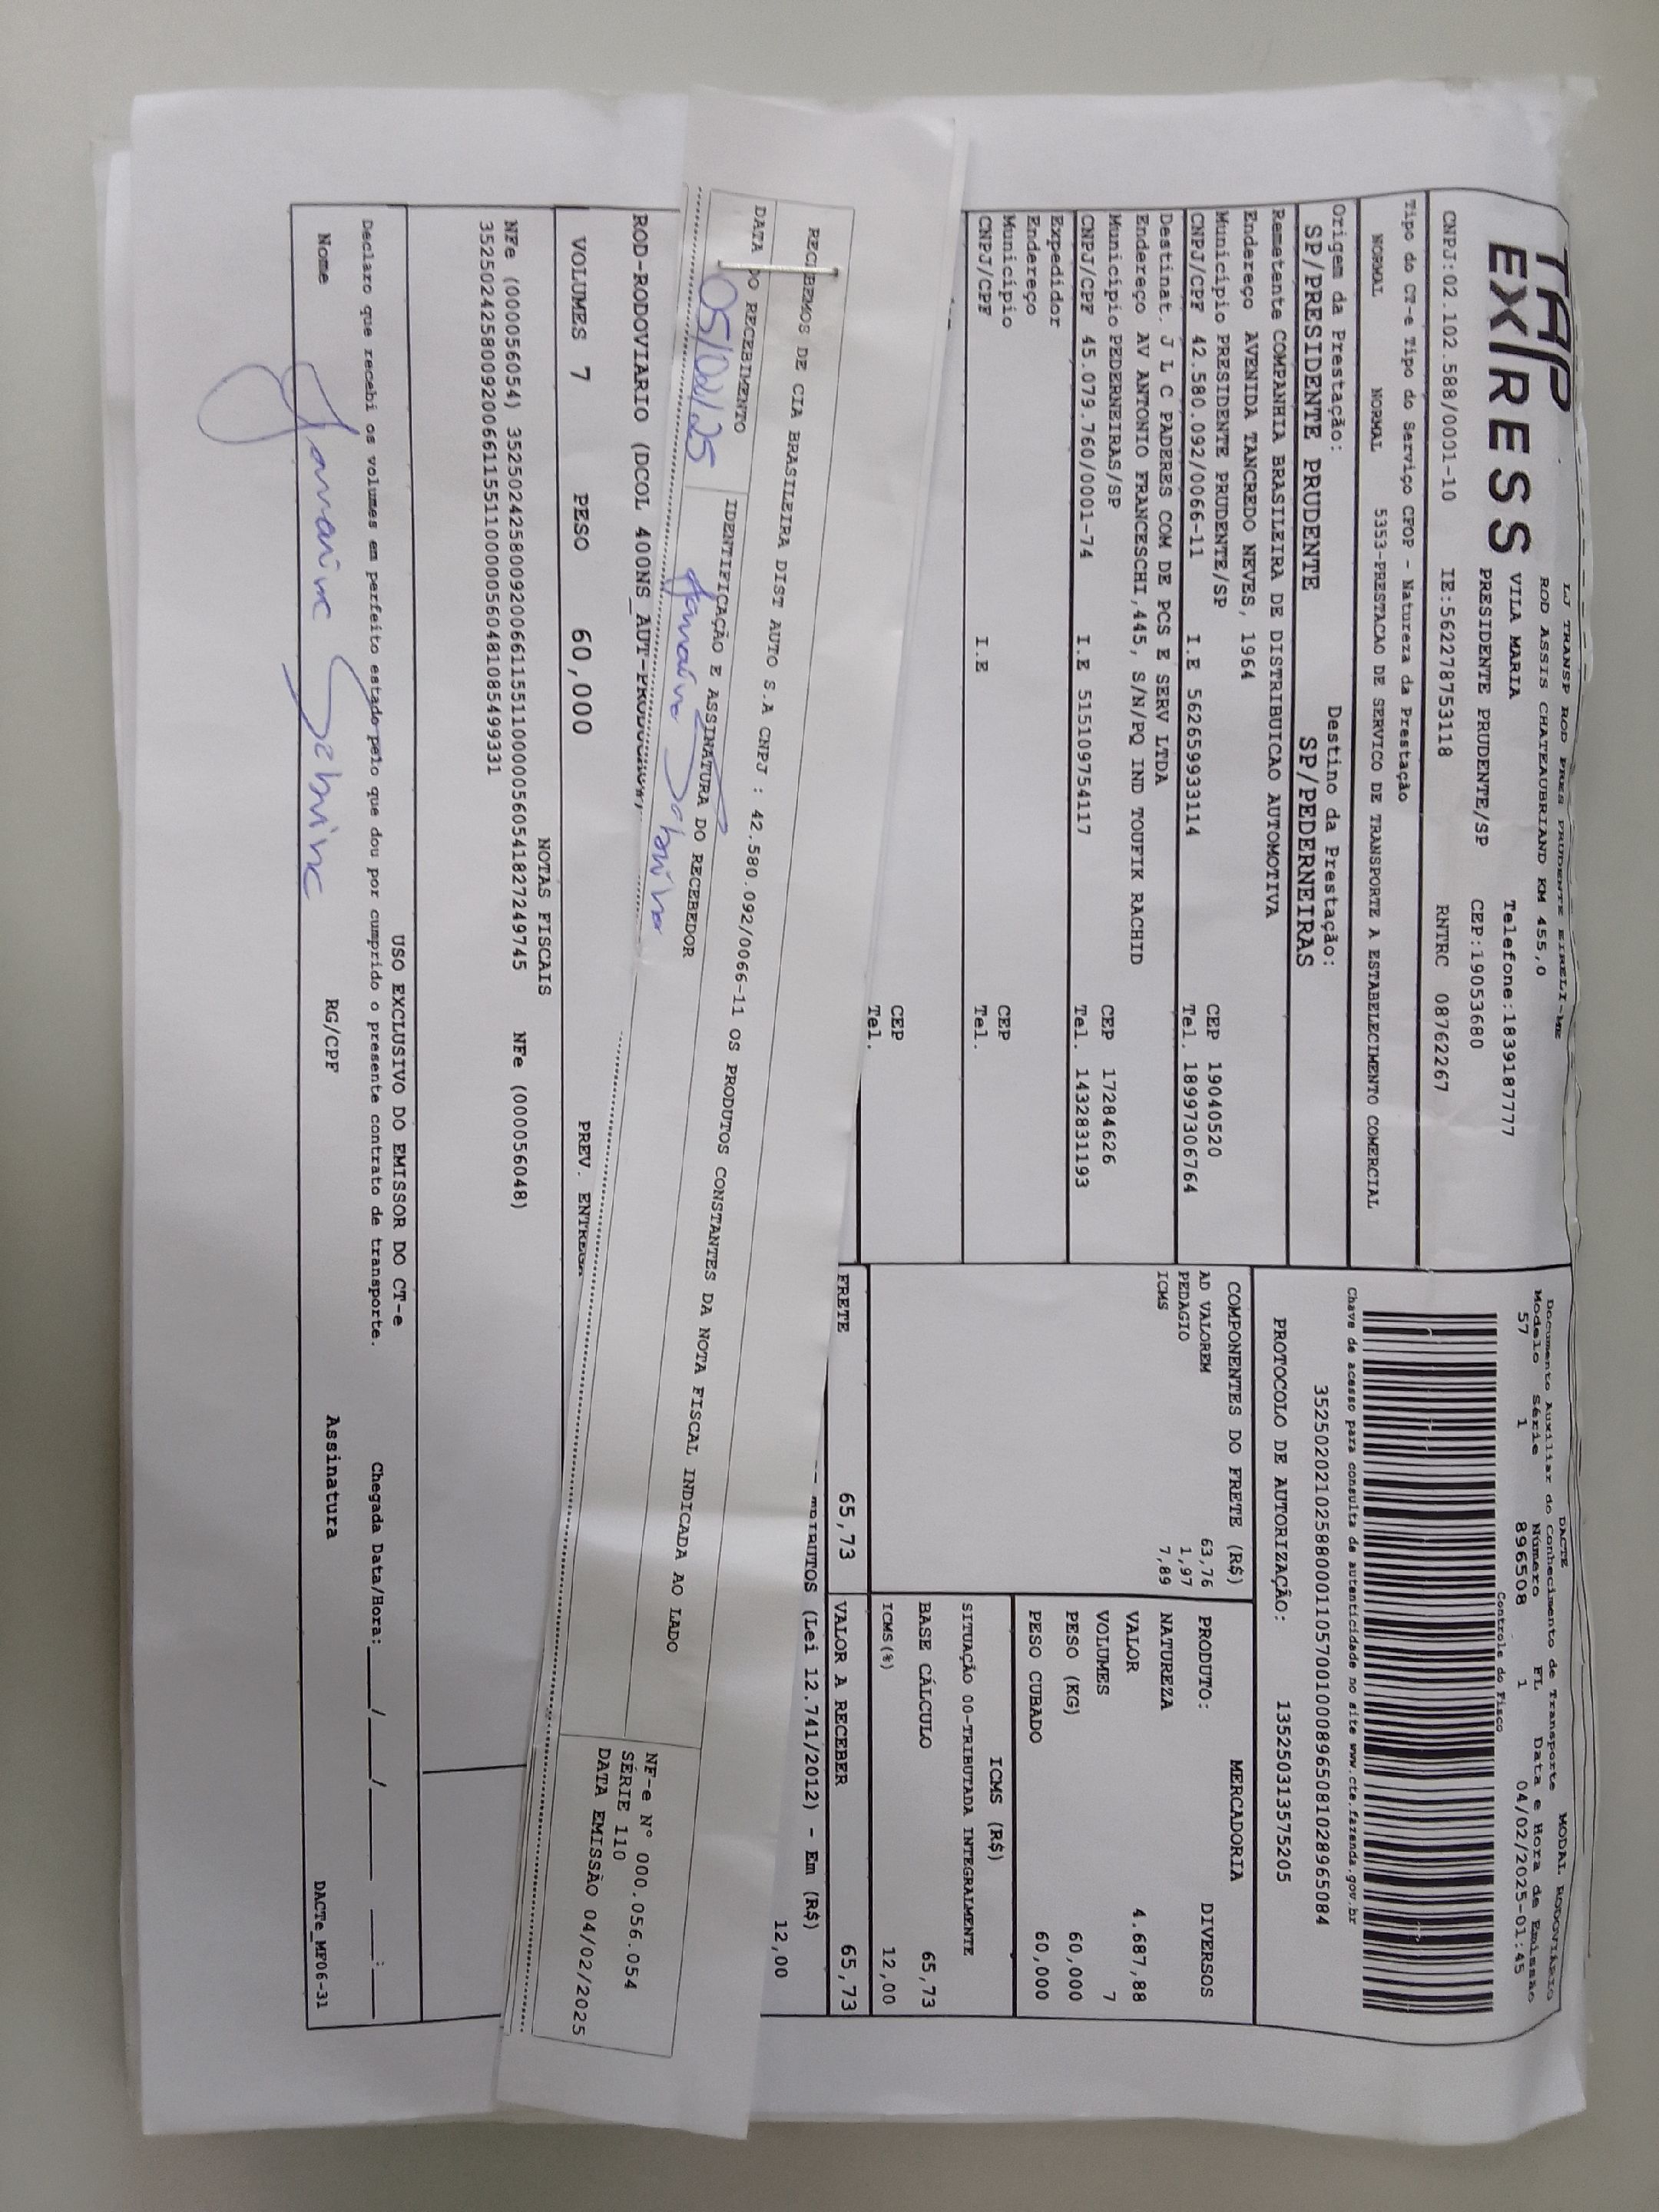 TAP EXPRESS
LJ TRANSP ROD PRES PRUDENTE EIRELI-ME
ROD ASSIS CHATEAUBRIAND KM 455,0
VILA MARIA Telefone:1839187777
PRESIDENTE PRUDENTE/SP CEP:19053680
CNPJ:02.102.588/0001-10 IE:562278753118 RNTRC 08762267
DACTE MODAL RODOVIÁRIO
Documento Auxiliar do Conhecimento de Transporte
Modelo Série Número FL Data e Hora de Emissão
57 1 896508 1 04/02/2025-01:45
Controle do Fisco
Chave de acesso para consulta de autenticidade no site www.cte.fazenda.gov.br
35250202102588000110570010008965081028965084
PROTOCOLO DE AUTORIZAÇÃO: 135250313575205
Tipo do CT-e Tipo do Serviço CFOP - Natureza da Prestação
NORMAL NORMAL 5353-PRESTACAO DE SERVICO DE TRANSPORTE A ESTABELECIMENTO COMERCIAL
Origem da Prestação: Destino da Prestação:
SP/PRESIDENTE PRUDENTE SP/PEDERNEIRAS
Remetente COMPANHIA BRASILEIRA DE DISTRIBUICAO AUTOMOTIVA
Endereço AVENIDA TANCREDO NEVES, 1964
Município PRESIDENTE PRUDENTE/SP CEP 19040520
CNPJ/CPF 42.580.092/0066-11 I.E 562659933114 Tel. 18997306764
Destinat. J L C PADERES COM DE PCS E SERV LTDA
Endereço AV ANTONIO FRANCESCHI,445, S/N/PQ IND TOUFIK RACHID
Município PEDERNEIRAS/SP CEP 17284626
CNPJ/CPF 45.079.760/0001-74 I.E 515109754117 Tel. 1432831193
Expedidor
Endereço
Município CEP
CNPJ/CPF I.E Tel.
CEP
Tel.
COMPONENTES DO FRETE (R$)
AD VALOREM 63,76
PEDAGIO 1,97
ICMS 7,89
MERCADORIA
PRODUTO: DIVERSOS
NATUREZA
VALOR 4.687,88
VOLUMES 7
PESO (KG) 60,000
PESO CUBADO 60,000
ICMS (R$)
SITUAÇÃO 00-TRIBUTADA INTEGRALMENTE
BASE CÁLCULO 65,73
ICMS (%) 12,00
FRETE 65,73 VALOR A RECEBER 65,73
TRIBUTOS (Lei 12.741/2012) - Em (R$)
12,00
RECEBEMOS DE CIA BRASILEIRA DIST AUTO S.A CNPJ : 42.580.092/0066-11 OS PRODUTOS CONSTANTES DA NOTA FISCAL INDICADA AO LADO
DATA DO RECEBIMENTO IDENTIFICAÇÃO E ASSINATURA DO RECEBEDOR
05/02/25
NF-e Nº 000.056.054
SÉRIE 110
DATA EMISSÃO 04/02/2025
ROD-RODOVIARIO (DCOL 400NS_AUT-
VOLUMES 7 PESO 60,000 PREV. ENTREGA
NOTAS FISCAIS
NFe (000056054) 35250242580092006611551100000560541827249745 NFe (000056048)
35250242580092006611551100000560481085499331
USO EXCLUSIVO DO EMISSOR DO CT-e
Declaro que recebi os volumes em perfeito estado pelo que dou por cumprido o presente contrato de transporte. Chegada Data/Hora:___/___/___ ___:___
Nome RG/CPF Assinatura
DACTe_MF06-31